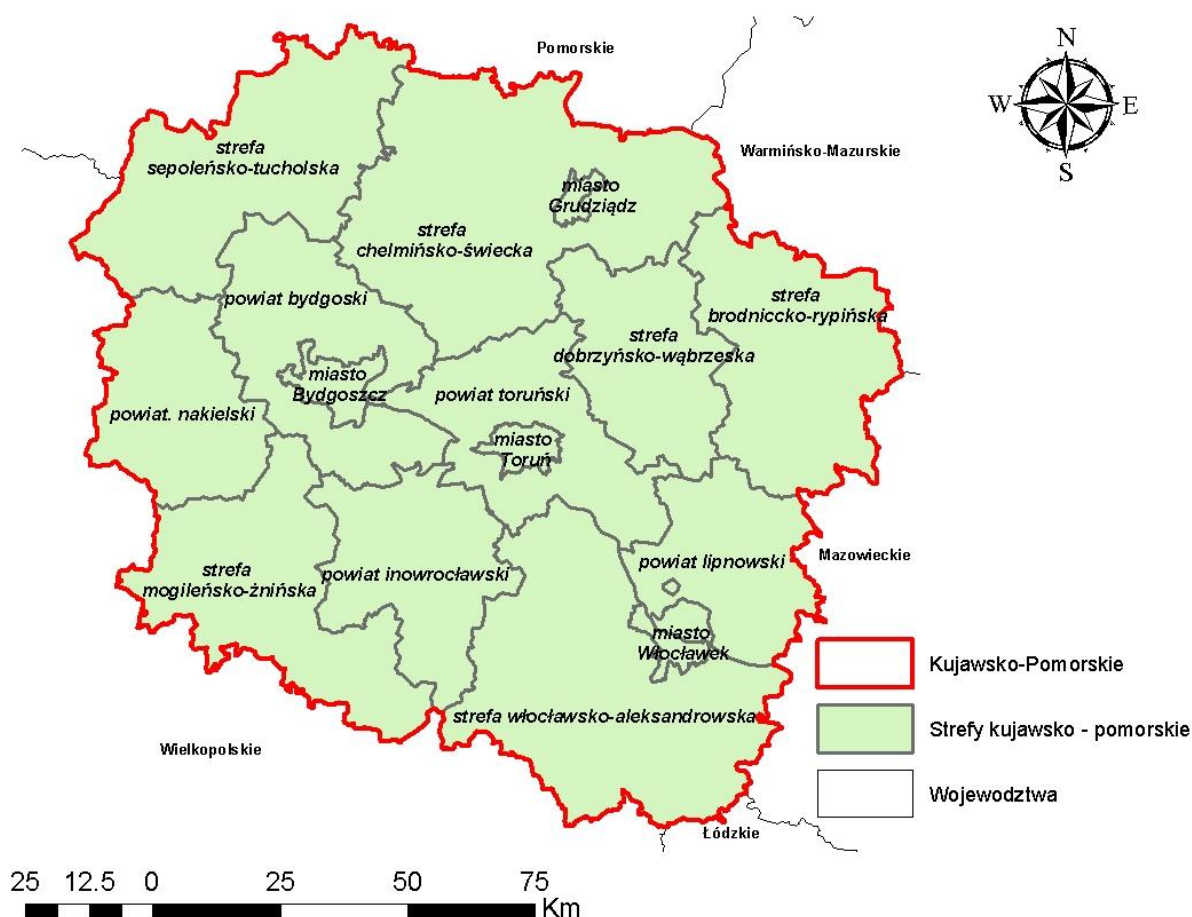 Pomorskie
N
W
E
S
Warmińsko-Mazurskie
strefa
sepoleńsko-tucholska
miasto
Grudziądz
strefa
chelmińsko-świecka
powiat bydgoski
strefa
brodniccko-rypińska
strefa
dobrzyńsko-wąbrzeska
miasto
Bydgoszcz
powiat toruński
powiat. nakielski
miasto
Toruń
Mazowieckie
powiat lipnowski
strefa
mogileńsko-żnińska
powiat inowrocławski
miasto
Włocławek
Kujawsko-Pomorskie
strefa włocławsko-aleksandrowska
Strefy kujawsko - pomorskie
Wielkopolskie
Wojewodztwa
Łódzkie
25 12.5 0 25 50 75
Km